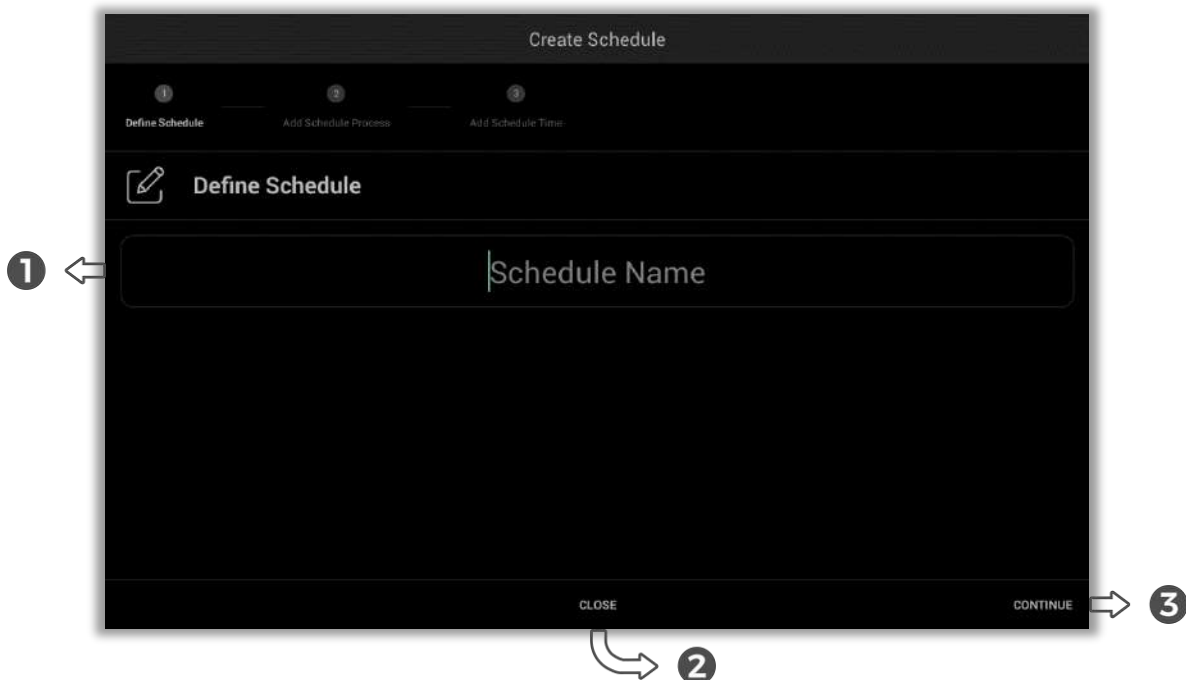 Create Schedule
1 2 3
Define Schedule Add Schedule Process Add Schedule Time
Define Schedule
1
Schedule Name
CLOSE CONTINUE
3
2